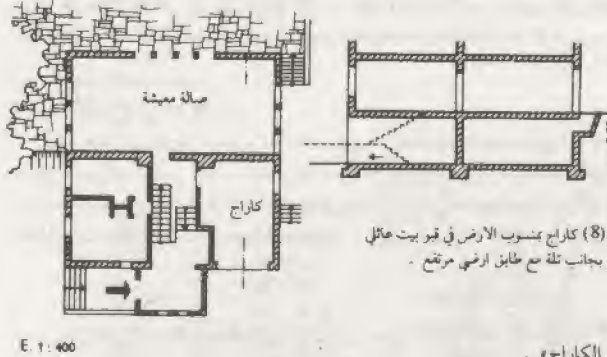 صالة معيشة
كاراج
(8) كاراج بمنسوب الارض في قبو بيت عائلي
بجانب تلة مع طابق ارضي مرتفع .
E. 1 : 400
الكاراج